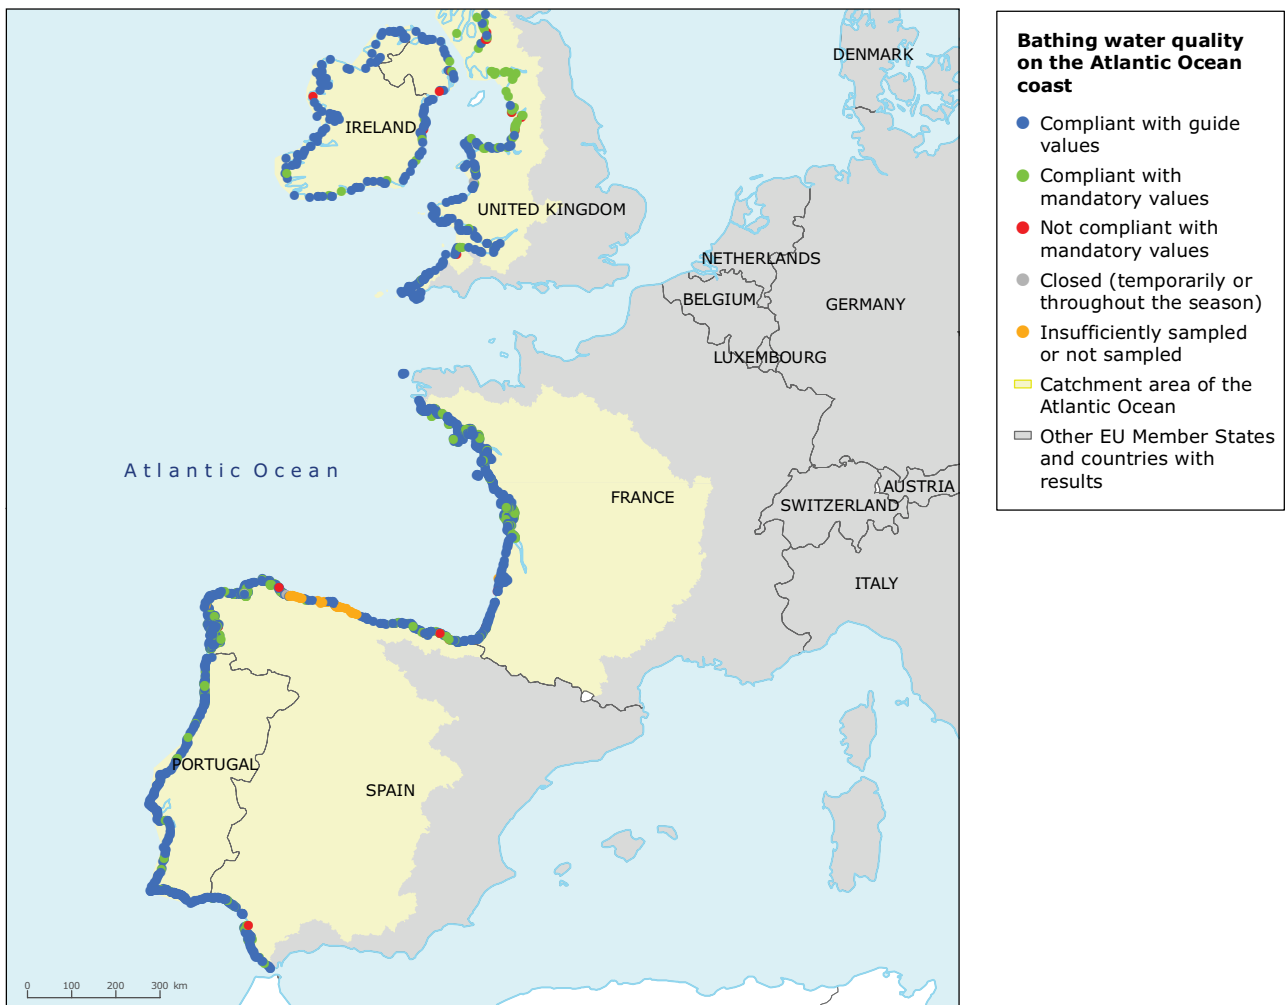 DENMARK
IRELAND
UNITED KINGDOM
NETHERLANDS
BELGIUM
GERMANY
LUXEMBOURG
Atlantic Ocean
FRANCE
AUSTRIA
SWITZERLAND
ITALY
PORTUGAL
SPAIN
0 100 200 300 km
Bathing water quality
on the Atlantic Ocean
coast
Compliant with guide
values
Compliant with
mandatory values
Not compliant with
mandatory values
Closed (temporarily or
throughout the season)
Insufficiently sampled
or not sampled
Catchment area of the
Atlantic Ocean
Other EU Member States
and countries with
results